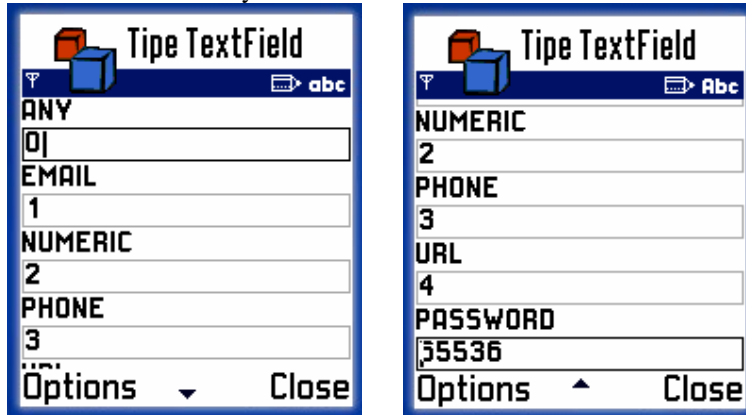 Tipe TextField
abc
ANY
0
EMAIL
1
NUMERIC
2
PHONE
3
Options Close
Tipe TextField
Abc
NUMERIC
2
PHONE
3
URL
4
PASSWORD
65536
Options Close